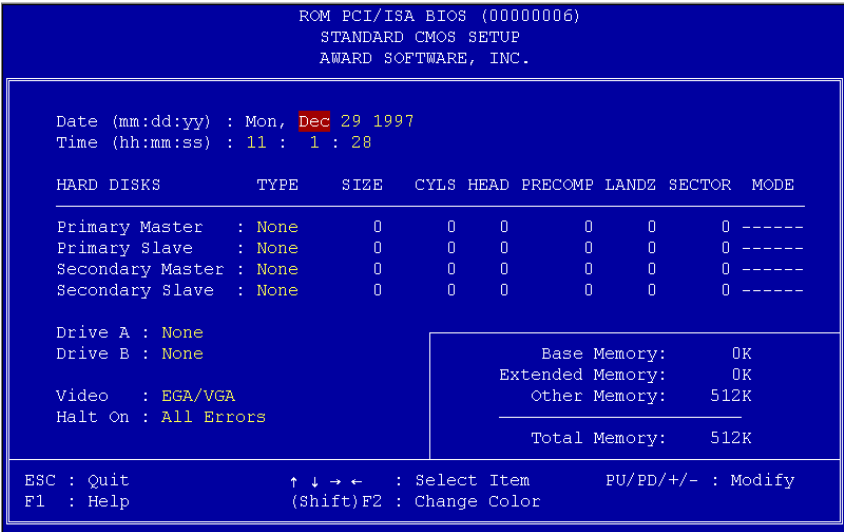 ROM PCI/ISA BIOS (00000006)
STANDARD CMOS SETUP
AWARD SOFTWARE, INC.
Date (mm:dd:yy) : Mon, Dec 29 1997
Time (hh:mm:ss) : 11 : 1 : 28
HARD DISKS TYPE SIZE CYLS HEAD PRECOMP LANDZ SECTOR MODE
Primary Master : None 0 0 0 0 0 0 ------
Primary Slave : None 0 0 0 0 0 0 ------
Secondary Master : None 0 0 0 0 0 0 ------
Secondary Slave : None 0 0 0 0 0 0 ------
Drive A : None
Drive B : None
Video : EGA/VGA
Halt On : All Errors
Base Memory: 0K
Extended Memory: 0K
Other Memory: 512K
Total Memory: 512K
ESC : Quit ↑ ↓ → ← : Select Item PU/PD/+/- : Modify
F1 : Help (Shift)F2 : Change Color